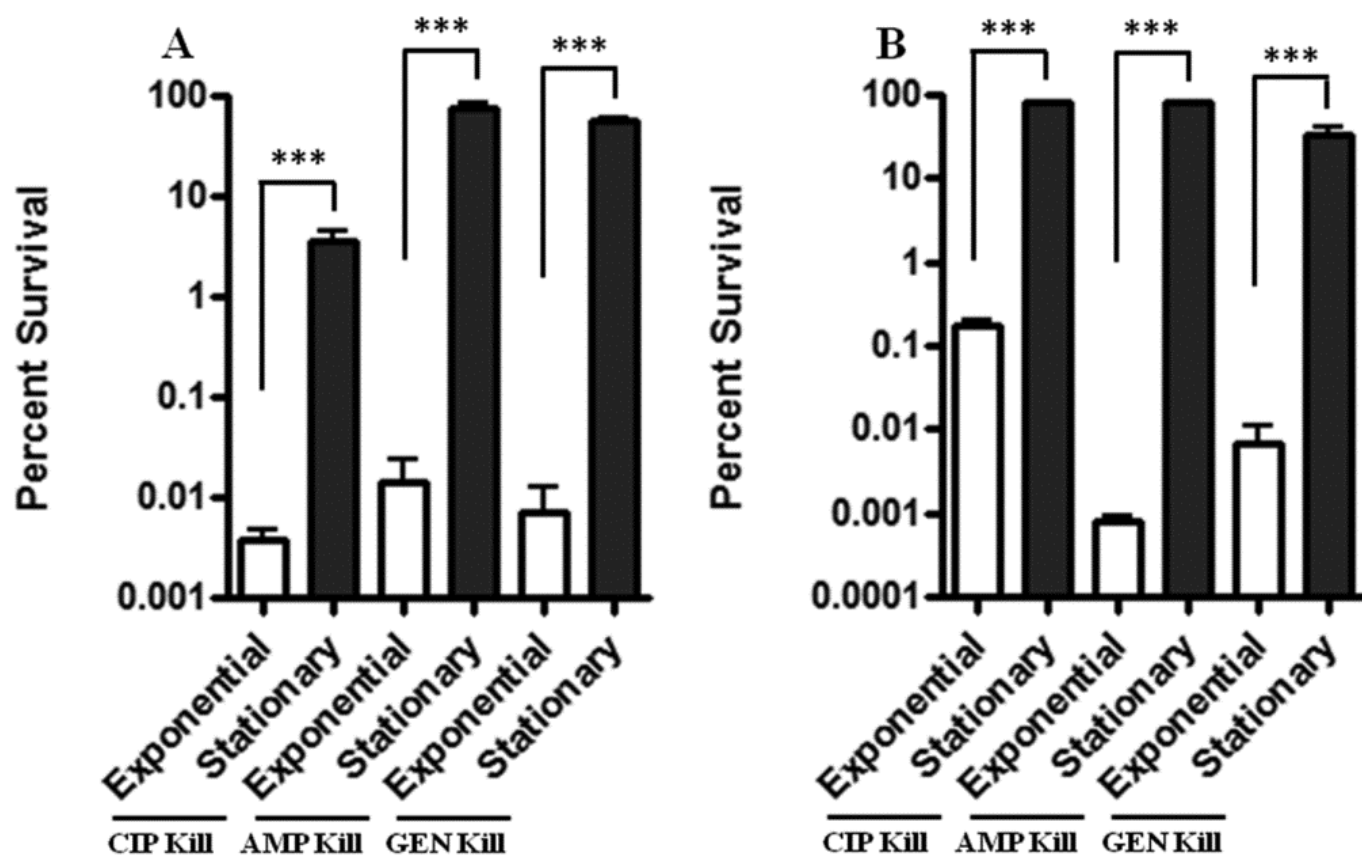 A
***
***
***
Percent Survival
100
10
1
0.1
0.01
0.001
Exponential
Stationary
Exponential
Stationary
Exponential
Stationary
CIP Kill
AMP Kill
GEN Kill
B
***
***
***
Percent Survival
100
10
1
0.1
0.01
0.001
0.0001
Exponential
Stationary
Exponential
Stationary
Exponential
Stationary
CIP Kill
AMP Kill
GEN Kill